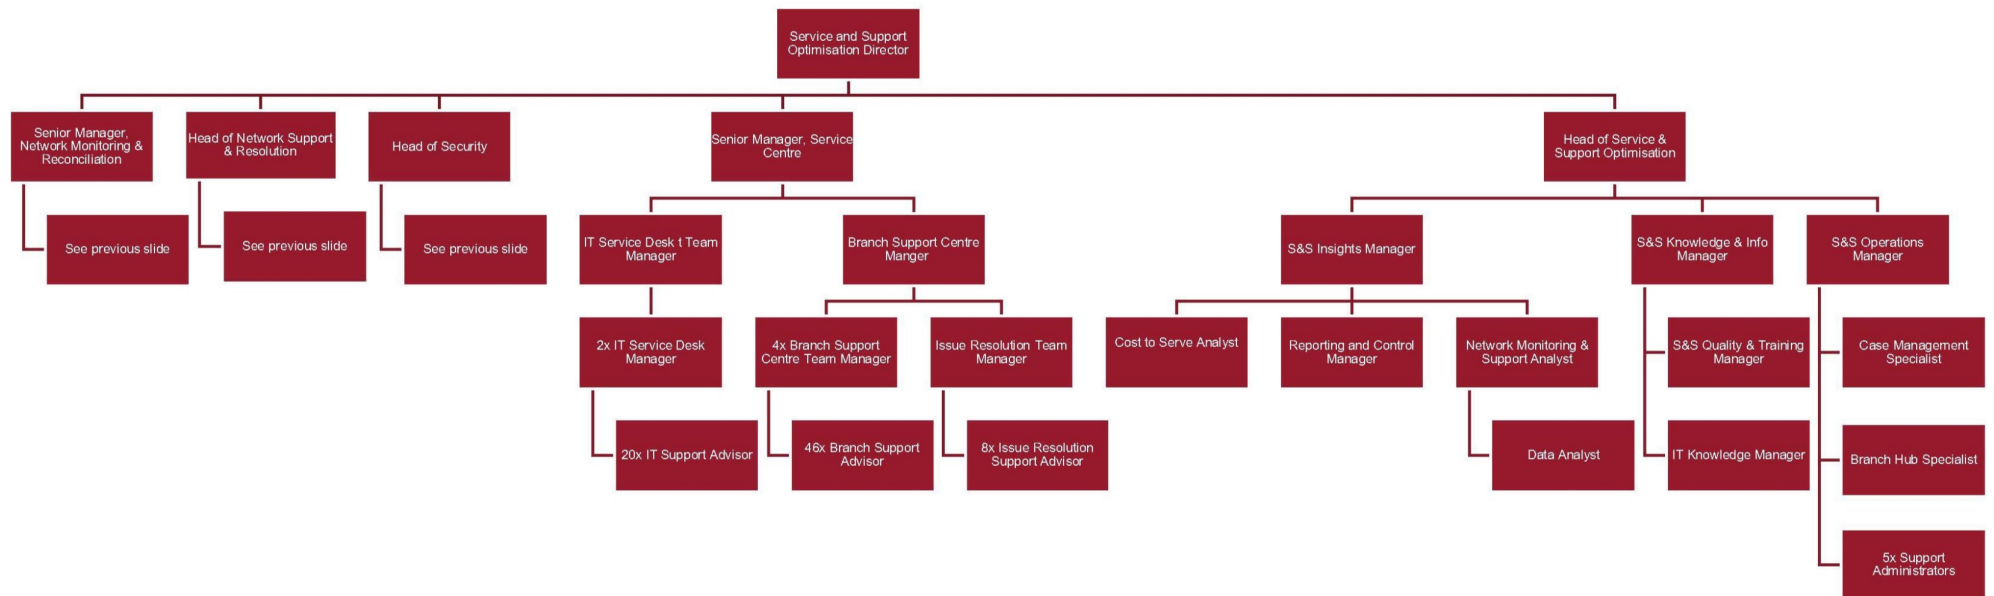 Service and Support
Optimisation Director
Senior Manager,
Network Monitoring &
Reconciliation
Head of Network Support
& Resolution
Head of Security
Senior Manager, Service
Centre
Head of Service &
Support Optimisation
See previous slide
See previous slide
See previous slide
IT Service Desk t Team
Manager
Branch Support Centre
Manger
S&S Insights Manager
S&S Knowledge & Info
Manager
S&S Operations
Manager
2x IT Service Desk
Manager
4x Branch Support
Centre Team Manager
Issue Resolution Team
Manager
Cost to Serve Analyst
Reporting and Control
Manager
Network Monitoring &
Support Analyst
S&S Quality & Training
Manager
Case Management
Specialist
20x IT Support Advisor
46x Branch Support
Advisor
8x Issue Resolution
Support Advisor
Data Analyst
IT Knowledge Manager
Branch Hub Specialist
5x Support
Administrators